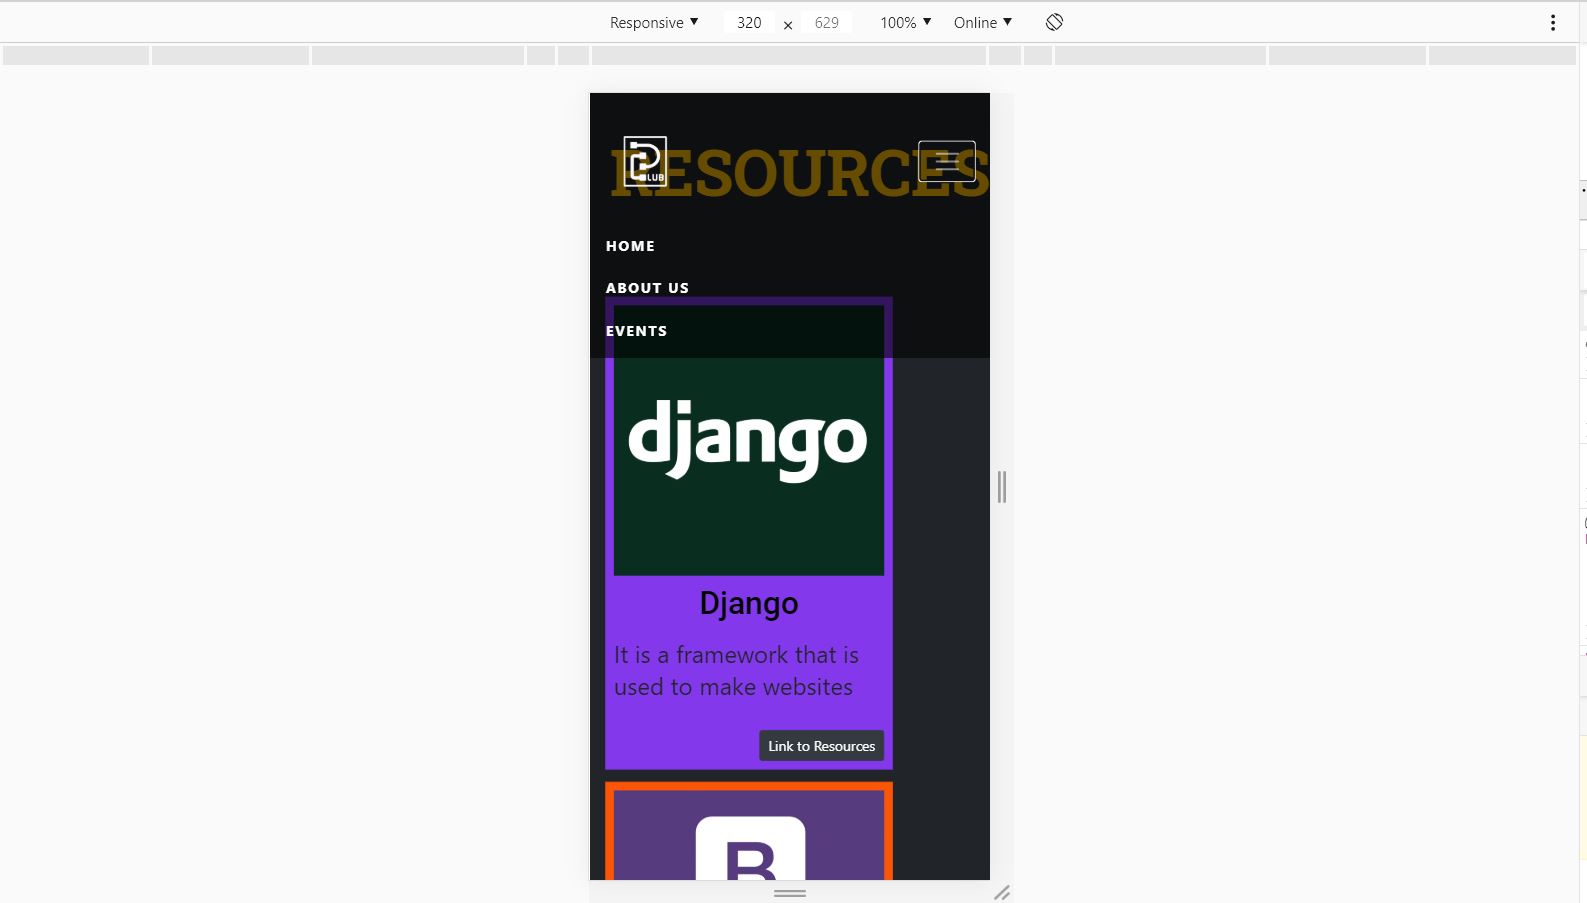 Responsive ▼ 320 × 629 100% ▼ Online ▼
RESOURCES
LUB
HOME
ABOUT US
EVENTS
django
Django
It is a framework that is
used to make websites
Link to Resources
B